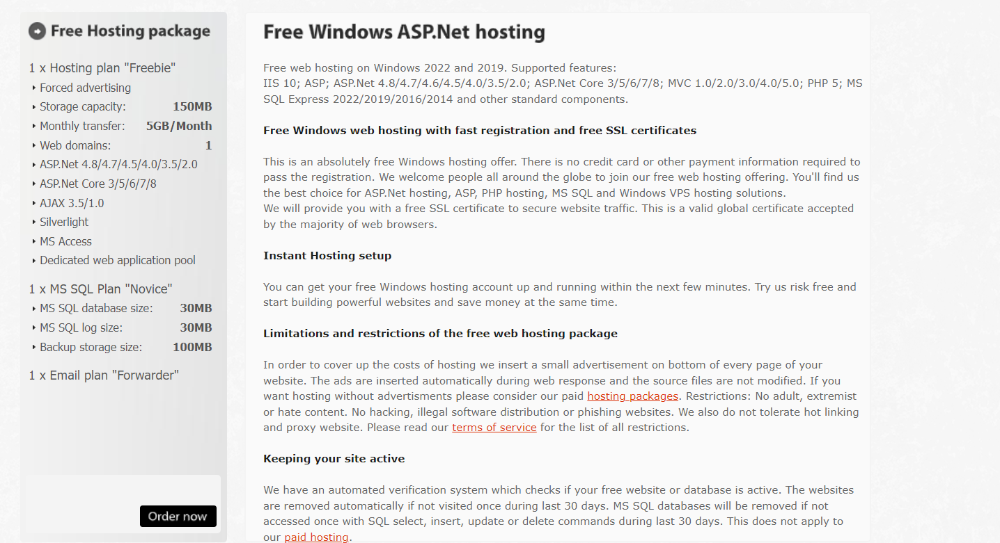 Free Hosting package
1 x Hosting plan "Freebie"
Forced advertising
Storage capacity: 150MB
Monthly transfer: 5GB/Month
Web domains: 1
ASP.Net 4.8/4.7/4.5/4.0/3.5/2.0
ASP.Net Core 3/5/6/7/8
AJAX 3.5/1.0
Silverlight
MS Access
Dedicated web application pool
1 x MS SQL Plan "Novice"
MS SQL database size: 30MB
MS SQL log size: 30MB
Backup storage size: 100MB
1 x Email plan "Forwarder"
Order now
Free Windows ASP.Net hosting
Free web hosting on Windows 2022 and 2019. Supported features:
IIS 10; ASP; ASP.Net 4.8/4.7/4.6/4.5/4.0/3.5/2.0; ASP.Net Core 3/5/6/7/8; MVC 1.0/2.0/3.0/4.0/5.0; PHP 5; MS
SQL Express 2022/2019/2016/2014 and other standard components.
Free Windows web hosting with fast registration and free SSL certificates
This is an absolutely free Windows hosting offer. There is no credit card or other payment information required to
pass the registration. We welcome people all around the globe to join our free web hosting offering. You'll find us
the best choice for ASP.Net hosting, ASP, PHP hosting, MS SQL and Windows VPS hosting solutions.
We will provide you with a free SSL certificate to secure website traffic. This is a valid global certificate accepted
by the majority of web browsers.
Instant Hosting setup
You can get your free Windows hosting account up and running within the next few minutes. Try us risk free and
start building powerful websites and save money at the same time.
Limitations and restrictions of the free web hosting package
In order to cover up the costs of hosting we insert a small advertisement on bottom of every page of your
website. The ads are inserted automatically during web response and the source files are not modified. If you
want hosting without advertisments please consider our paid hosting packages. Restrictions: No adult, extremist
or hate content. No hacking, illegal software distribution or phishing websites. We also do not tolerate hot linking
and proxy website. Please read our terms of service for the list of all restrictions.
Keeping your site active
We have an automated verification system which checks if your free website or database is active. The websites
are removed automatically if not visited once during last 30 days. MS SQL databases will be removed if not
accessed once with SQL select, insert, update or delete commands during last 30 days. This does not apply to
our paid hosting.